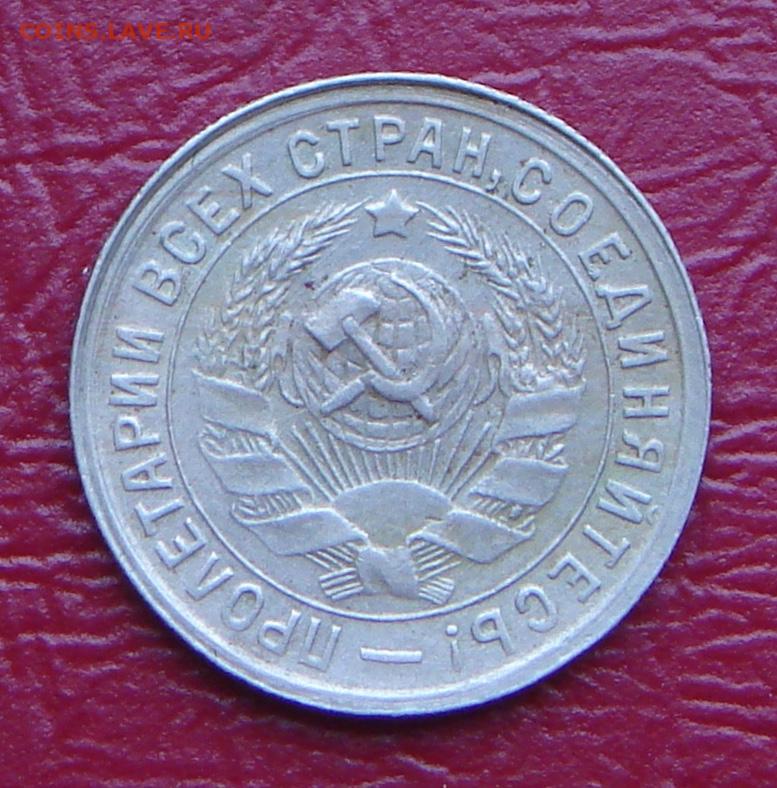 COINS.LAVE.RU
ПРОЛЕТАРИИ ВСЕХ СТРАН, СОЕДИНЯЙТЕСЬ! —